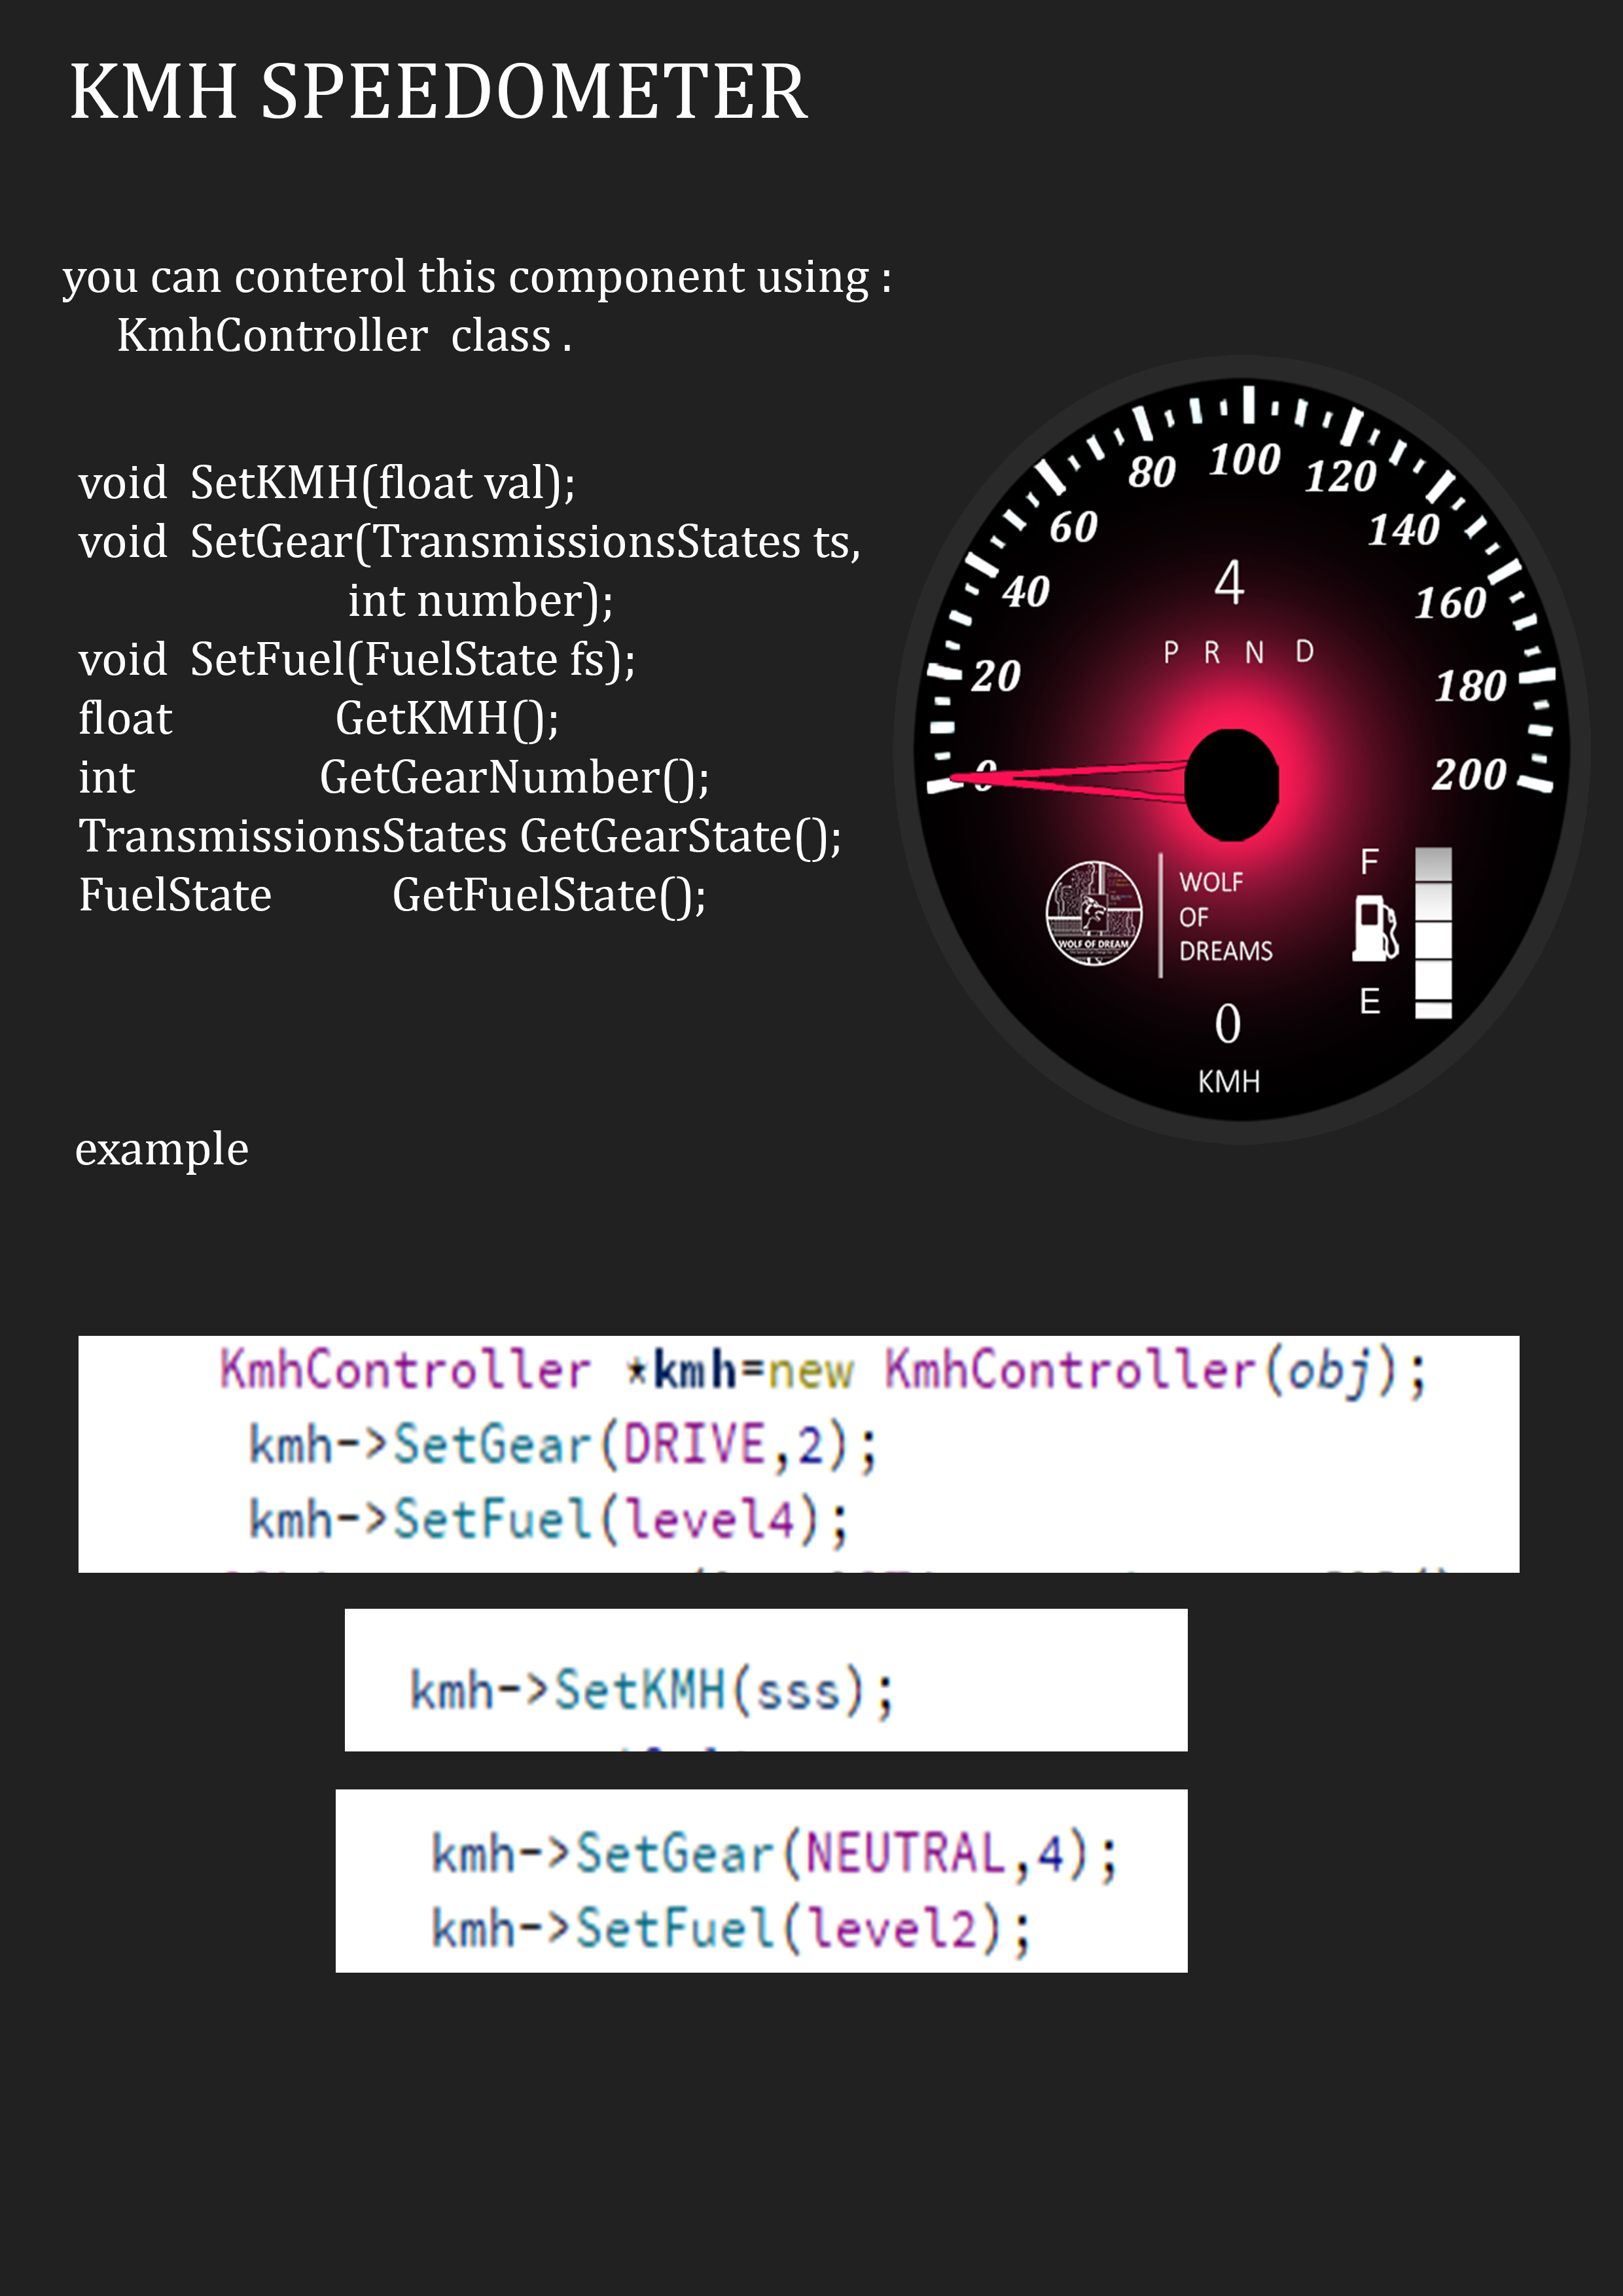 KMH SPEEDOMETER
you can conterol this component using :
KmhController class .
void SetKMH(float val);
void SetGear(TransmissionsStates ts,
int number);
void SetFuel(FuelState fs);
float GetKMH();
int GetGearNumber();
TransmissionsStates GetGearState();
FuelState GetFuelState();
0
20
40
60
80
100
120
140
160
180
200
4
P R N D
WOLF OF DREAM
WOLF
OF
DREAMS
F
E
0
KMH
example
KmhController *kmh=new KmhController(obj);
kmh->SetGear(DRIVE,2);
kmh->SetFuel(level4);
kmh->SetKMH(sss);
kmh->SetGear(NEUTRAL,4);
kmh->SetFuel(level2);